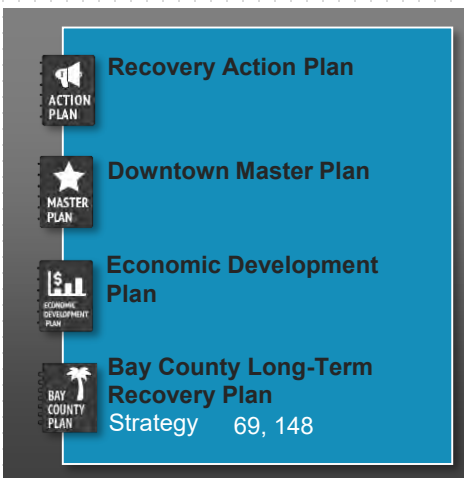 ACTION
PLAN
Recovery Action Plan
MASTER
PLAN
Downtown Master Plan
$
ECONOMIC
DEVELOPMENT
PLAN
Economic Development
Plan
BAY
COUNTY
PLAN
Bay County Long-Term
Recovery Plan
Strategy 69, 148